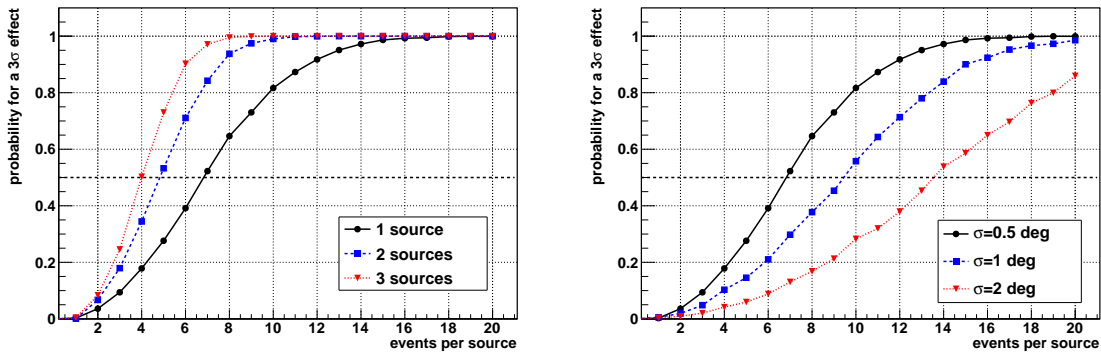 probability for a 3σ effect
1
0.8
0.6
0.4
0.2
0
1 source
2 sources
3 sources
2 4 6 8 10 12 14 16 18 20
events per source
probability for a 3σ effect
1
0.8
0.6
0.4
0.2
0
σ=0.5 deg
σ=1 deg
σ=2 deg
2 4 6 8 10 12 14 16 18 20
events per source